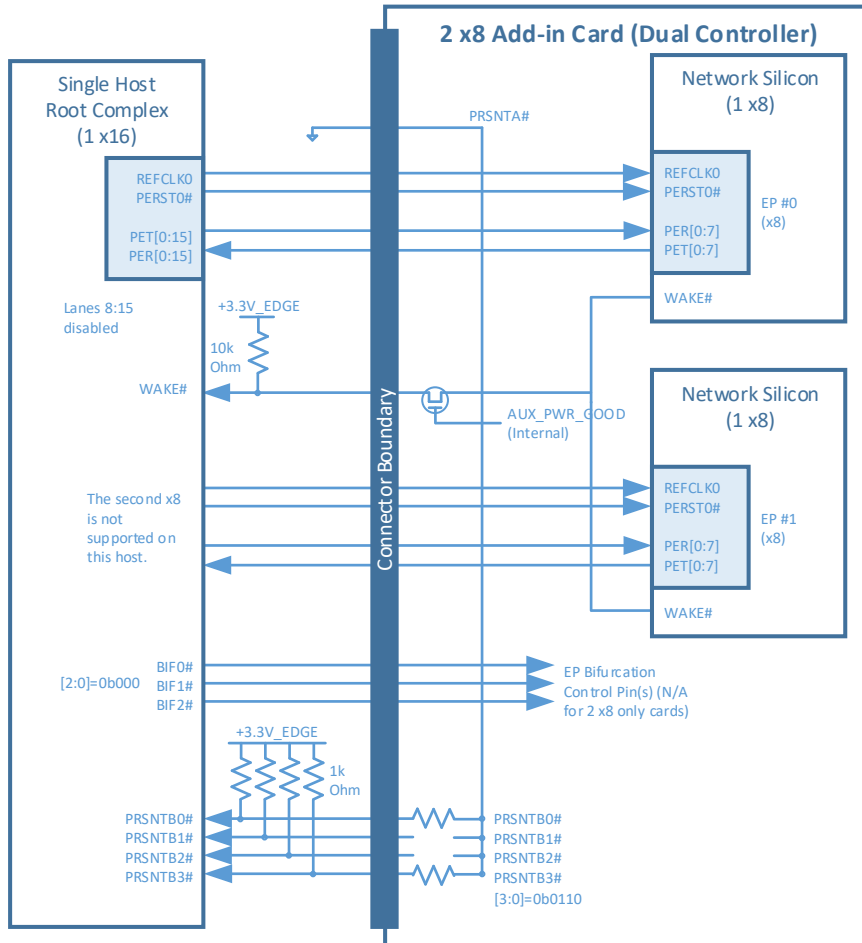 2 x8 Add-in Card (Dual Controller)
Single Host
Root Complex
(1 x16)
REFCLK0
PERST0#
PET[0:15]
PER[0:15]
Lanes 8:15
disabled
+3.3V_EDGE
10k
Ohm
WAKE#
The second x8
is not
supported on
this host.
[2:0]=0b000
BIF0#
BIF1#
BIF2#
+3.3V_EDGE
1k
Ohm
PRSNTB0#
PRSNTB1#
PRSNTB2#
PRSNTB3#
Connector Boundary
PRSNTA#
Network Silicon
(1 x8)
REFCLK0
PERST0#
PER[0:7]
PET[0:7]
EP #0
(x8)
WAKE#
AUX_PWR_GOOD
(Internal)
Network Silicon
(1 x8)
REFCLK0
PERST0#
PER[0:7]
PET[0:7]
EP #1
(x8)
WAKE#
EP Bifurcation
Control Pin(s) (N/A
for 2 x8 only cards)
PRSNTB0#
PRSNTB1#
PRSNTB2#
PRSNTB3#
[3:0]=0b0110